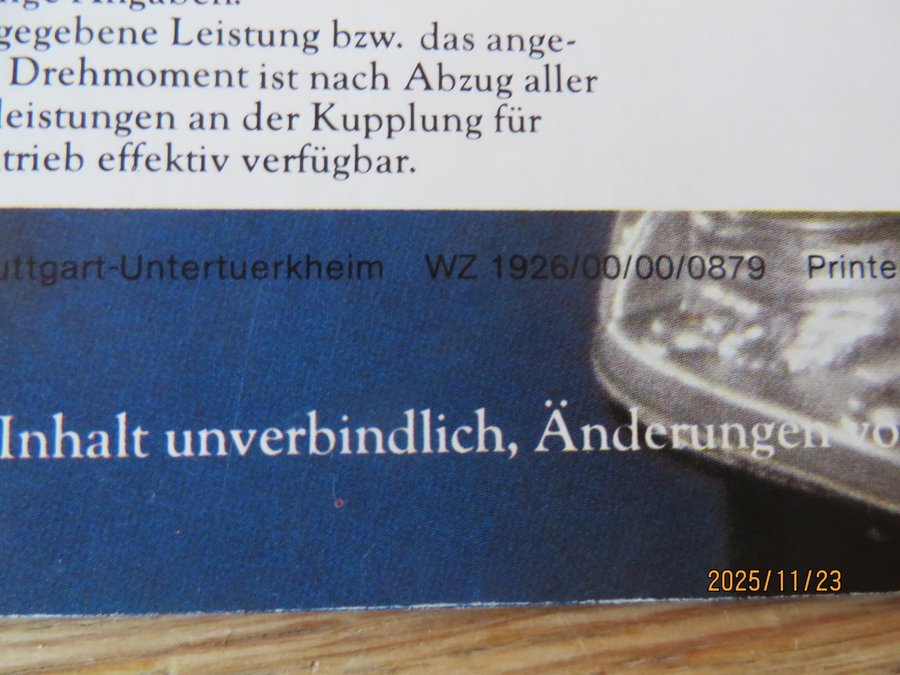 gegebene Leistung bzw. das ange-
Drehmoment ist nach Abzug aller
leistungen an der Kupplung für
trieb effektiv verfügbar.
uttgart-Untertuerkheim WZ 1926/00/00/0879 Printe
Inhalt unverbindlich, Änderungen vo
2025/11/23